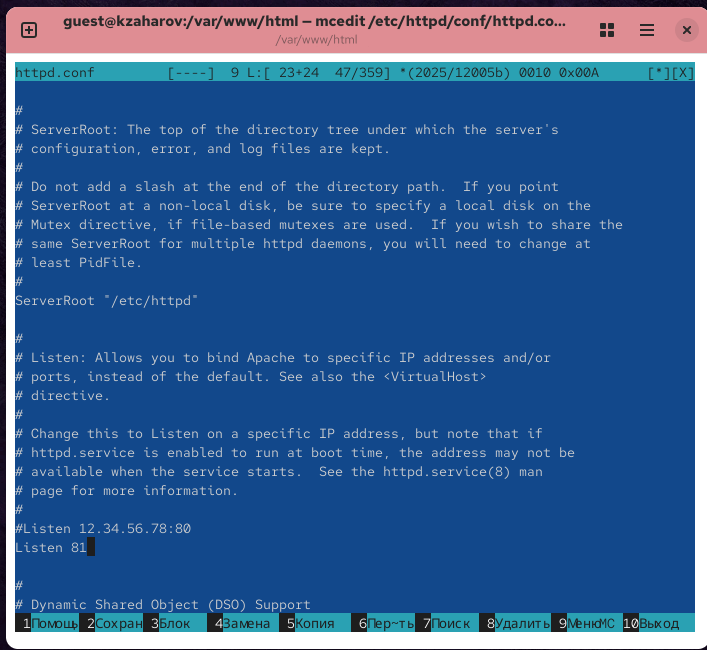 guest@kzaharov:/var/www/html — mcedit /etc/httpd/conf/httpd.co...
/var/www/html
httpd.conf [----] 9 L:[ 23+24 47/359] *(2025/12005b) 0010 0x00A [*][X]
#
# ServerRoot: The top of the directory tree under which the server's
# configuration, error, and log files are kept.
#
# Do not add a slash at the end of the directory path. If you point
# ServerRoot at a non-local disk, be sure to specify a local disk on the
# Mutex directive, if file-based mutexes are used. If you wish to share the
# same ServerRoot for multiple httpd daemons, you will need to change at
# least PidFile.
#
ServerRoot "/etc/httpd"
#
# Listen: Allows you to bind Apache to specific IP addresses and/or
# ports, instead of the default. See also the <VirtualHost>
# directive.
#
# Change this to Listen on a specific IP address, but note that if
# httpd.service is enabled to run at boot time, the address may not be
# available when the service starts. See the httpd.service(8) man
# page for more information.
#
#Listen 12.34.56.78:80
Listen 81
#
# Dynamic Shared Object (DSO) Support
1Помощь 2Сохран 3Блок 4Замена 5Копия 6Пер~ть 7Поиск 8Удалить 9МенюМС 10Выход